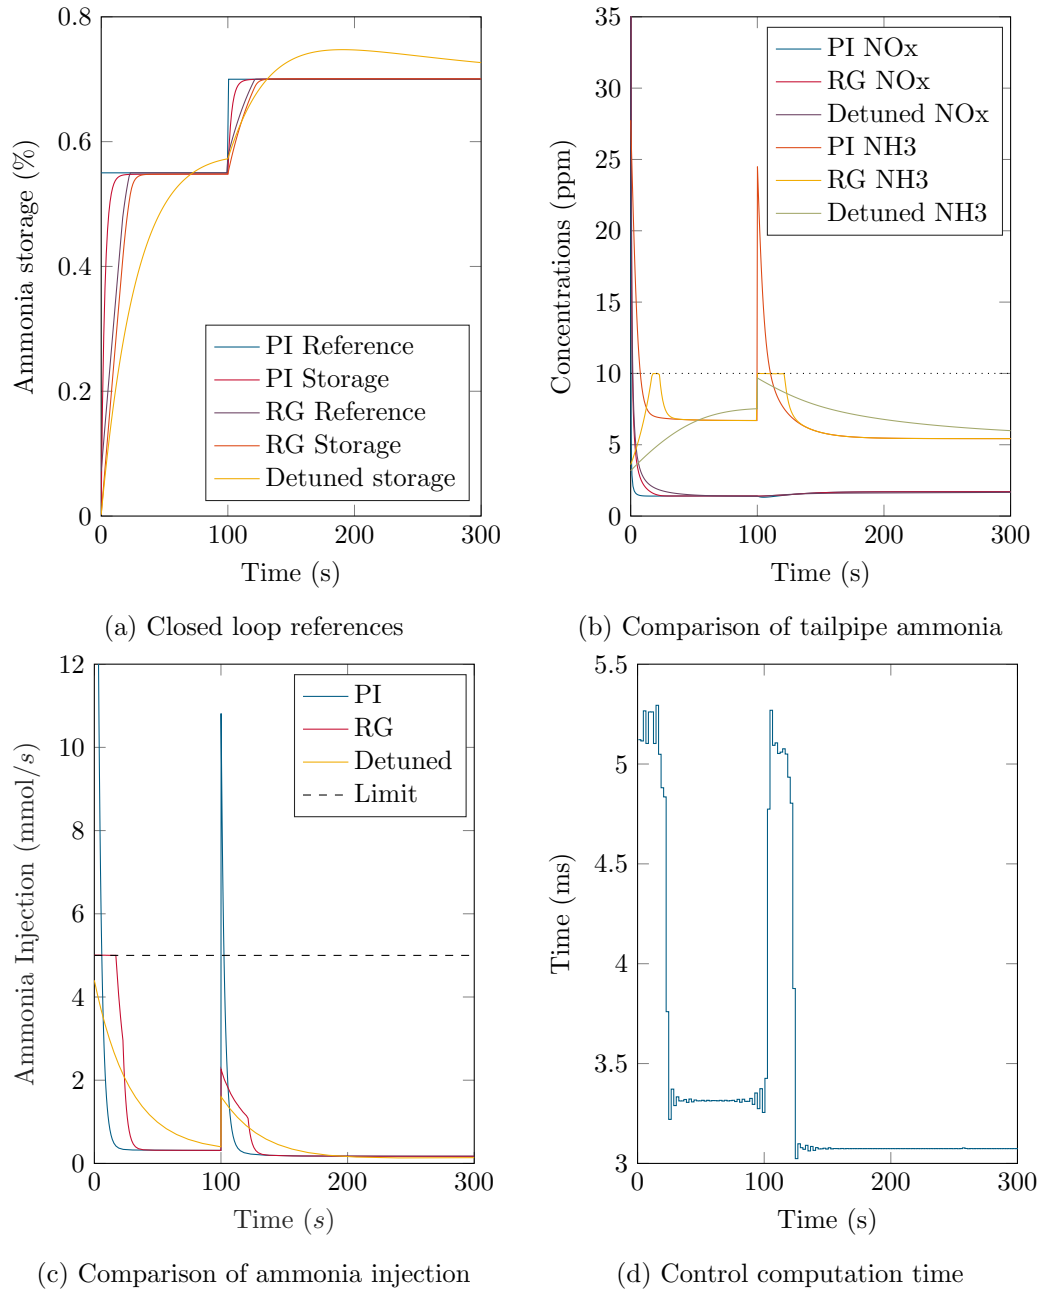 0.8
0.6
0.4
0.2
0
0
100
200
300
Ammonia storage (%)
Time (s)
PI Reference
PI Storage
RG Reference
RG Storage
Detuned storage
(a) Closed loop references
35
30
25
20
15
10
5
0
0
100
200
300
Concentrations (ppm)
Time (s)
PI NOx
RG NOx
Detuned NOx
PI NH3
RG NH3
Detuned NH3
(b) Comparison of tailpipe ammonia
12
10
8
6
4
2
0
0
100
200
300
Ammonia Injection (mmol/s)
Time (s)
PI
RG
Detuned
Limit
(c) Comparison of ammonia injection
5.5
5
4.5
4
3.5
3
0
100
200
300
Time (ms)
Time (s)
(d) Control computation time